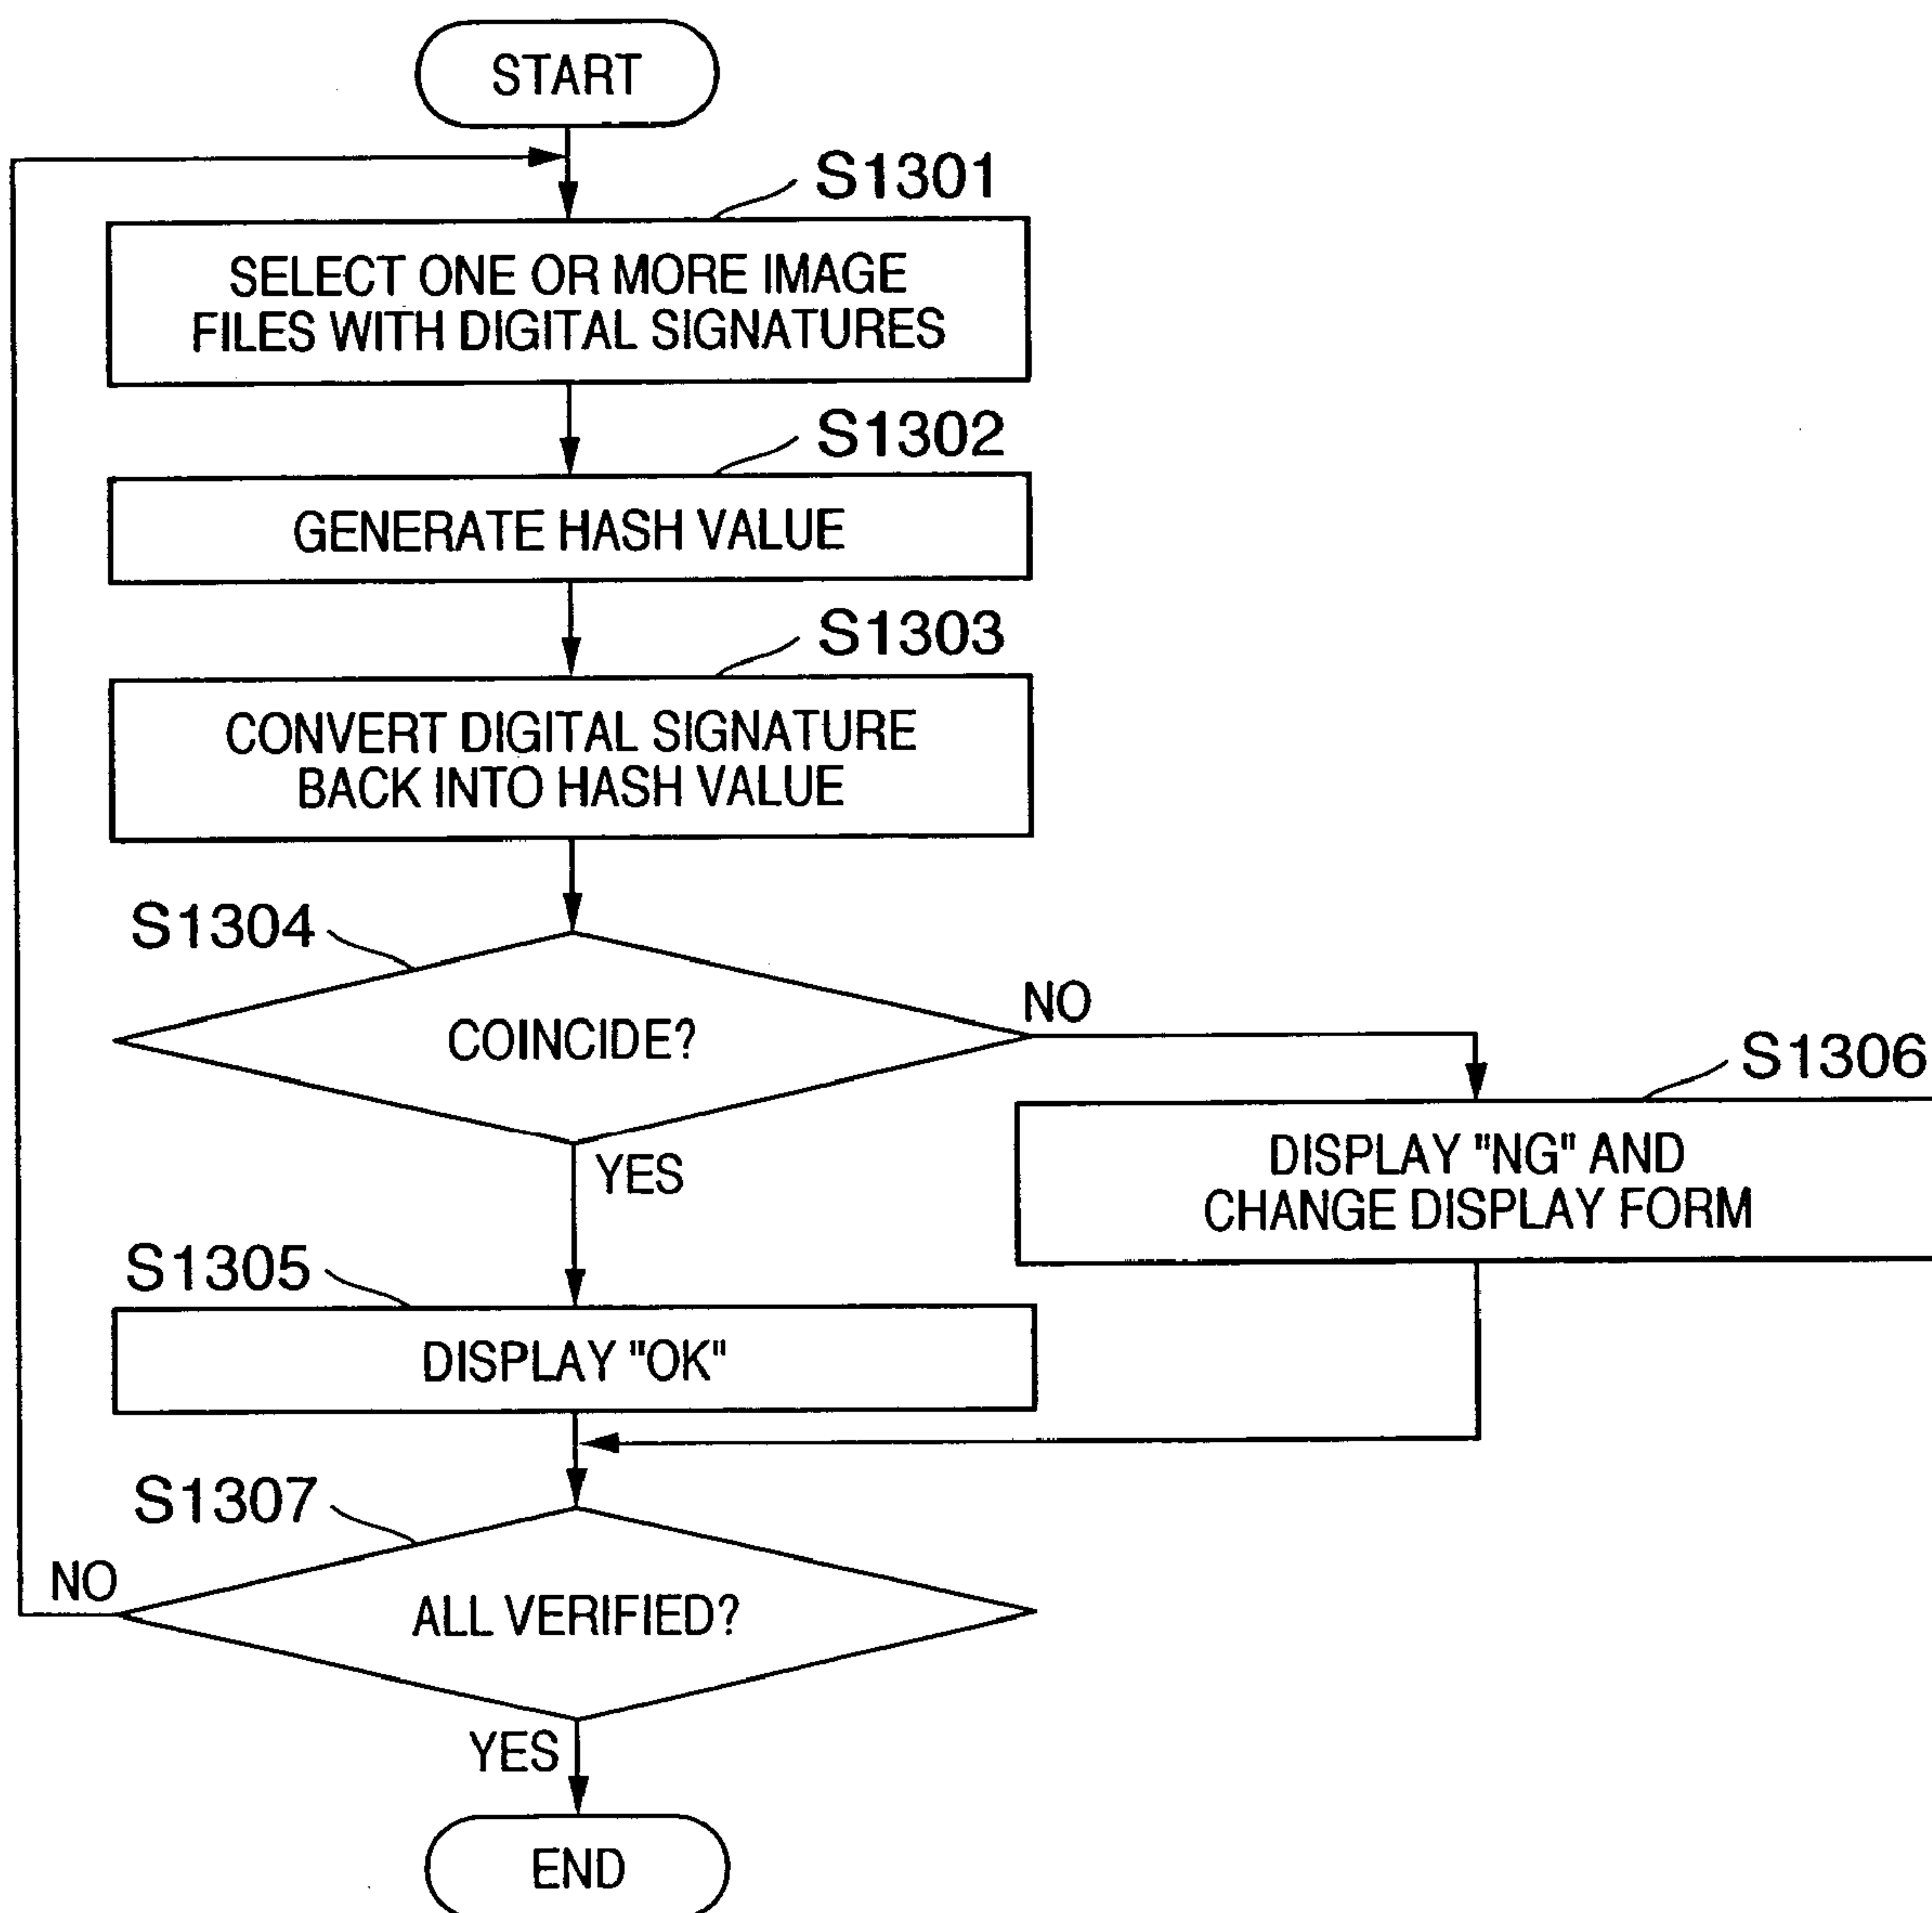 START
S1301
SELECT ONE OR MORE IMAGE
FILES WITH DIGITAL SIGNATURES
S1302
GENERATE HASH VALUE
S1303
CONVERT DIGITAL SIGNATURE
BACK INTO HASH VALUE
S1304
COINCIDE?
NO
YES
S1306
DISPLAY "NG" AND
CHANGE DISPLAY FORM
S1305
DISPLAY "OK"
S1307
NO
ALL VERIFIED?
YES
END